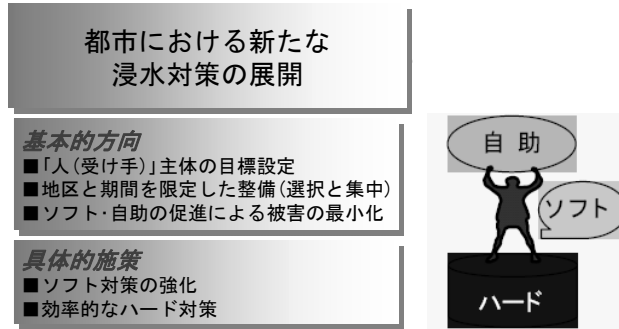 都市における新たな
浸水対策の展開
基本的方向
■「人(受け手)」主体の目標設定
■地区と期間を限定した整備(選択と集中)
■ソフト・自助の促進による被害の最小化
具体的施策
■ソフト対策の強化
■効率的なハード対策
自助
ソフト
ハード